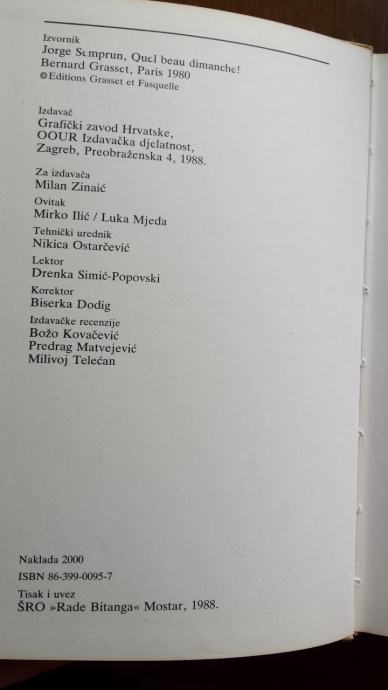 Izvornik
Jorge Semprun, Quel beau dimanche!
Bernard Grasset, Paris 1980
©Editions Grasset et Fasquelle
Izdavač
Grafički zavod Hrvatske,
OOUR Izdavačka djelatnost,
Zagreb, Preobraženska 4, 1988.
Za izdavača
Milan Zinaić
Ovitak
Mirko Ilić / Luka Mjeda
Tehnički urednik
Nikica Ostarčević
Lektor
Drenka Simić-Popovski
Korektor
Biserka Dodig
Izdavačke recenzije
Božo Kovačević
Predrag Matvejević
Milivoj Telećan
Naklada 2000
ISBN 86-399-0095-7
Tisak i uvez
ŠRO »Rade Bitanga« Mostar, 1988.